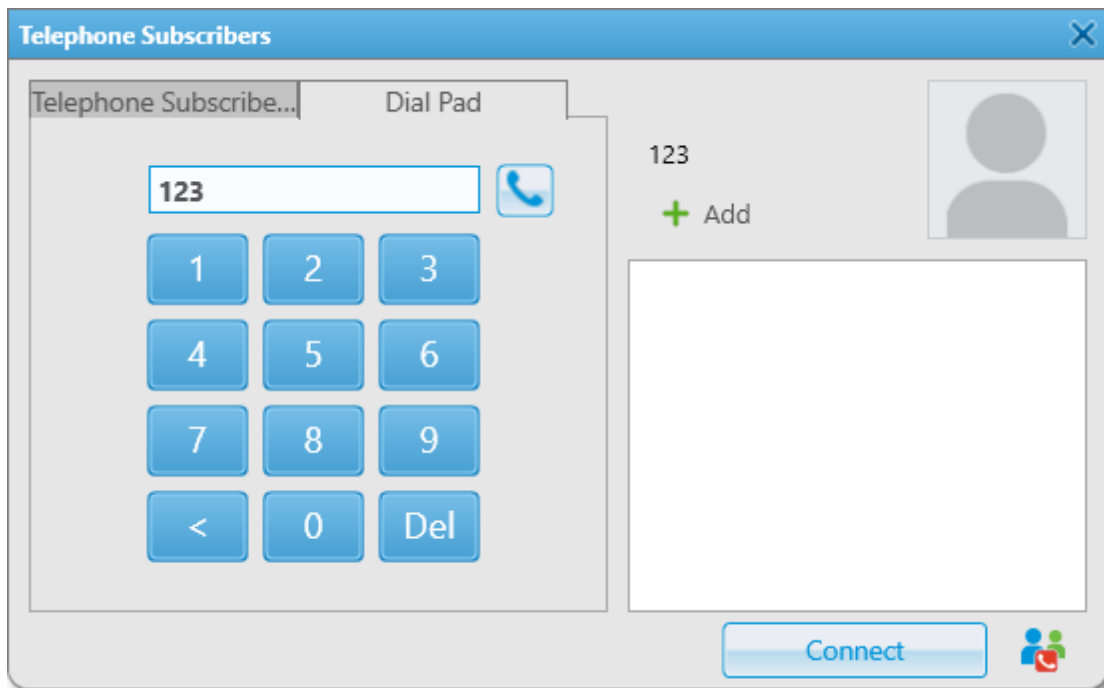 Telephone Subscribers
Telephone Subscribe...
Dial Pad
123
1 2 3
4 5 6
7 8 9
< 0 Del
123
Add
Connect